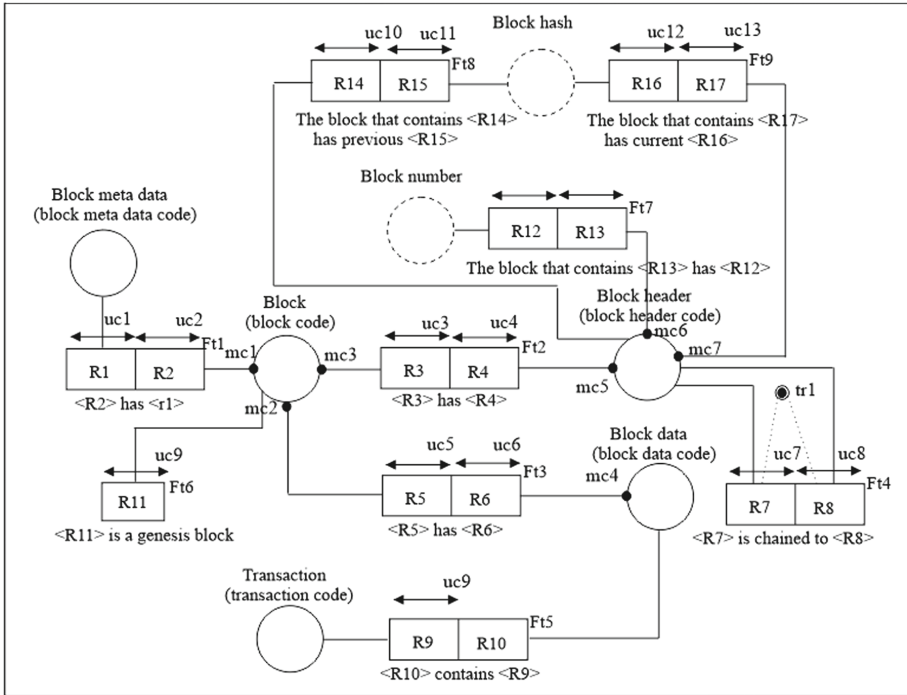 Block hash
uc10 uc11 uc12 uc13
Ft8 Ft9
R14 R15 R16 R17
The block that contains <R14>
has previous <R15>
The block that contains <R17>
has current <R16>
Block number
Ft7
R12 R13
The block that contains <R13> has <R12>
Block meta data
(block meta data code)
Block
(block code)
Block header
(block header code)
uc1 uc2
Ft1
R1 R2
<R2> has <r1>
mc1 mc3
mc2
uc3 uc4
Ft2
R3 R4
<R3> has <R4>
mc6
mc7
mc5
tr1
uc9
Ft6
R11
<R11> is a genesis block
uc5 uc6
Ft3
R5 R6
<R5> has <R6>
Block data
(block data code)
mc4
uc7 uc8
Ft4
R7 R8
<R7> is chained to <R8>
Transaction
(transaction code)
uc9
Ft5
R9 R10
<R10> contains <R9>